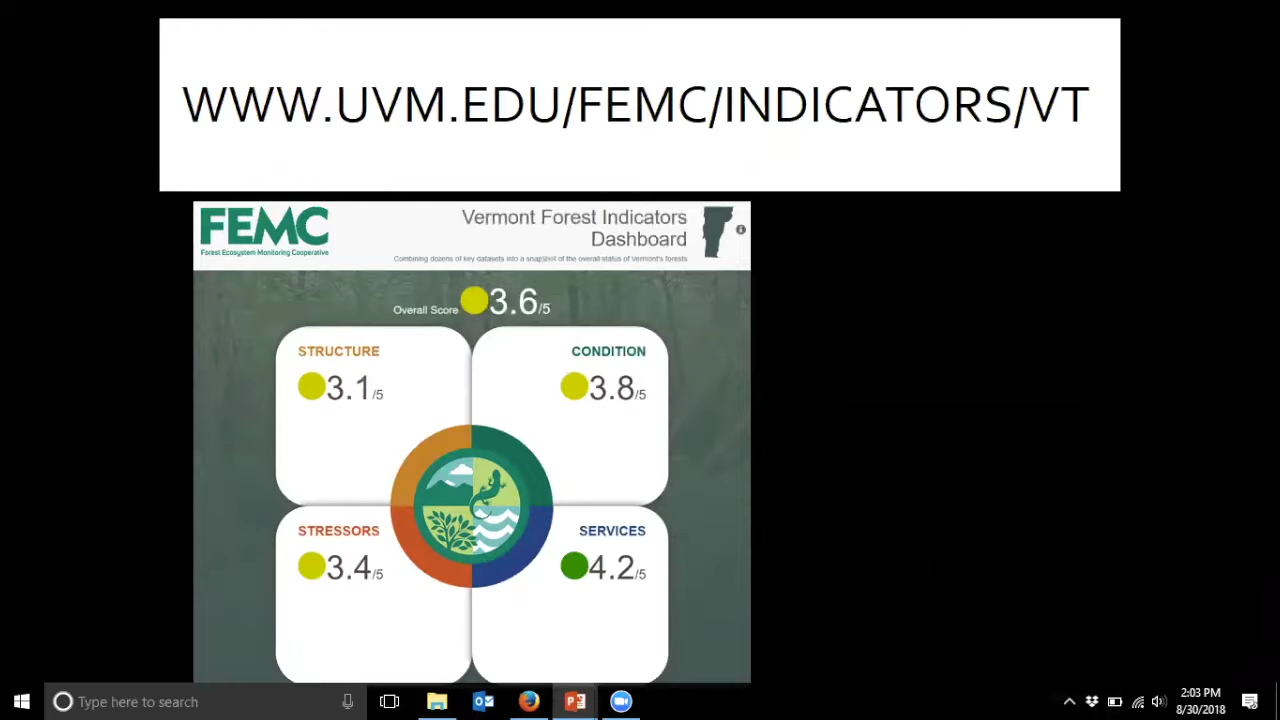 WWW.UVM.EDU/FEMC/INDICATORS/VT
FEMC
Forest Ecosystem Monitoring Cooperative
Vermont Forest Indicators
Dashboard
Combining dozens of key datasets into a snapshot of the overall status of Vermont's forests
Overall Score 3.6/5
STRUCTURE
3.1/5
CONDITION
3.8/5
STRESSORS
3.4/5
SERVICES
4.2/5
Type here to search
2:03 PM
8/30/2018